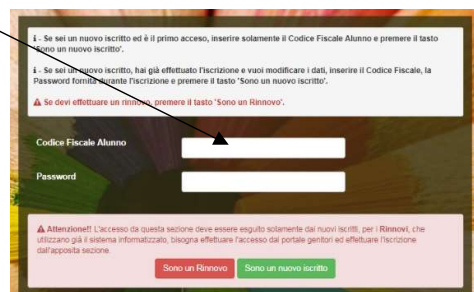 i - Se sei un nuovo iscritto ed è il primo accesso, inserire solamente il Codice Fiscale Alunno e premere il tasto
'Sono un nuovo iscritto'.
i - Se sei un nuovo iscritto, hai già effettuato l'iscrizione e vuoi modificare i dati, inserire il Codice Fiscale, la
Password fornita durante l'iscrizione e premere il tasto 'Sono un nuovo iscritto'.
Se devi effettuare un rinnovo, premere il tasto 'Sono un Rinnovo'.
Codice Fiscale Alunno
Password
Attenzione!! L'accesso da questa sezione deve essere esguito solamente dai nuovi iscritti, per i Rinnovi, che
utilizzano già il sistema informatizzato, bisogna effettuare l'accesso dal portale genitori ed effettuare l'iscrizione
dall'apposita sezione.
Sono un Rinnovo Sono un nuovo iscritto